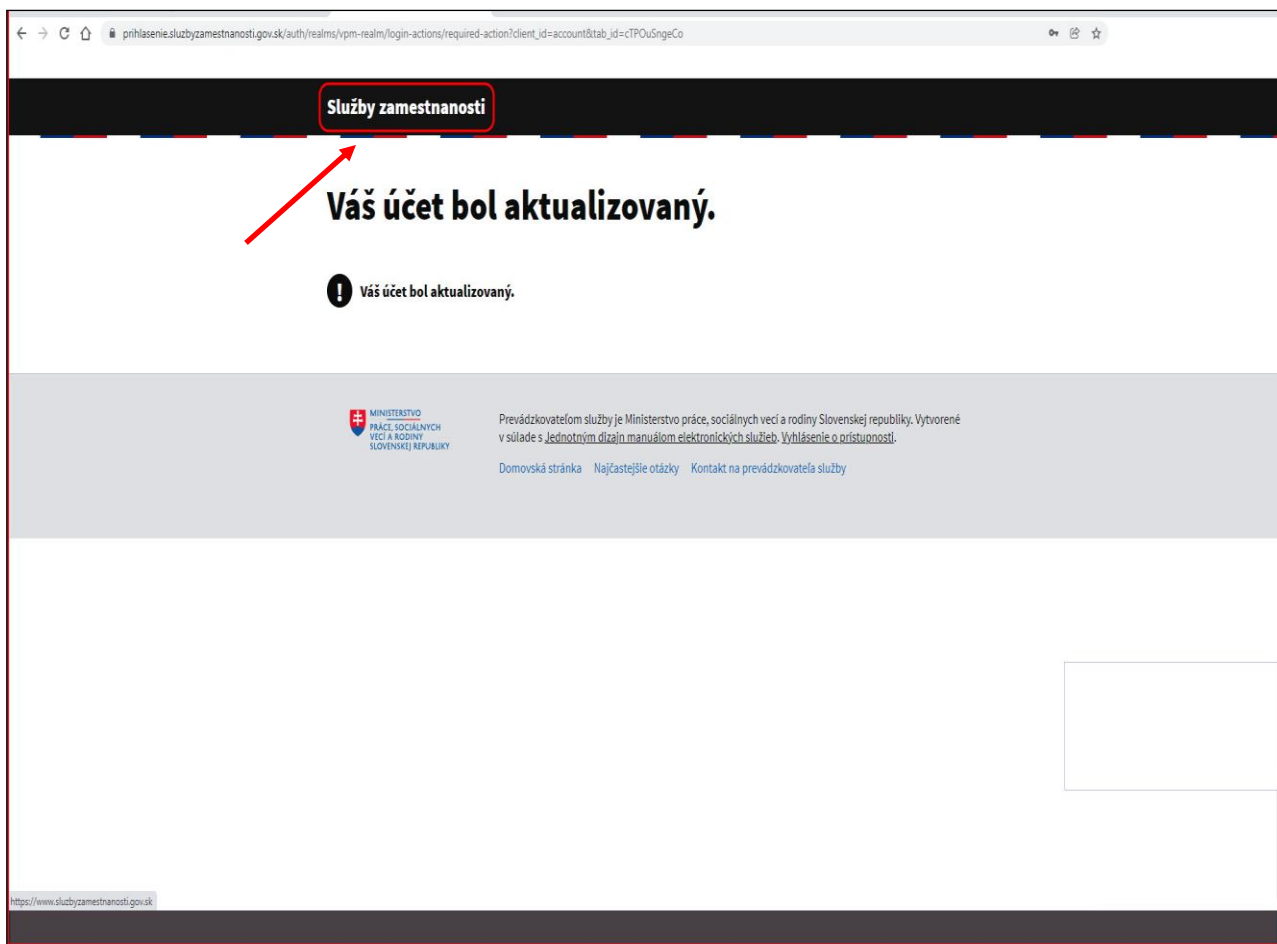 prihlasenie.sluzbyzamestnanosti.gov.sk/auth/realms/vpm-realm/login-actions/required-action?client_id=account&tab_id=cTPOuSngeCo
Služby zamestnanosti
Váš účet bol aktualizovaný.
! Váš účet bol aktualizovaný.
MINISTERSTVO
PRÁCE, SOCIÁLNYCH
VECÍ A RODINY
SLOVENSKEJ REPUBLIKY
Prevádzkovateľom služby je Ministerstvo práce, sociálnych vecí a rodiny Slovenskej republiky. Vytvorené
v súlade s Jednotným dizajn manuálom elektronických služieb. Vyhlásenie o prístupnosti.
Domovská stránka Najčastejšie otázky Kontakt na prevádzkovateľa služby
https://www.sluzbyzamestnanosti.gov.sk